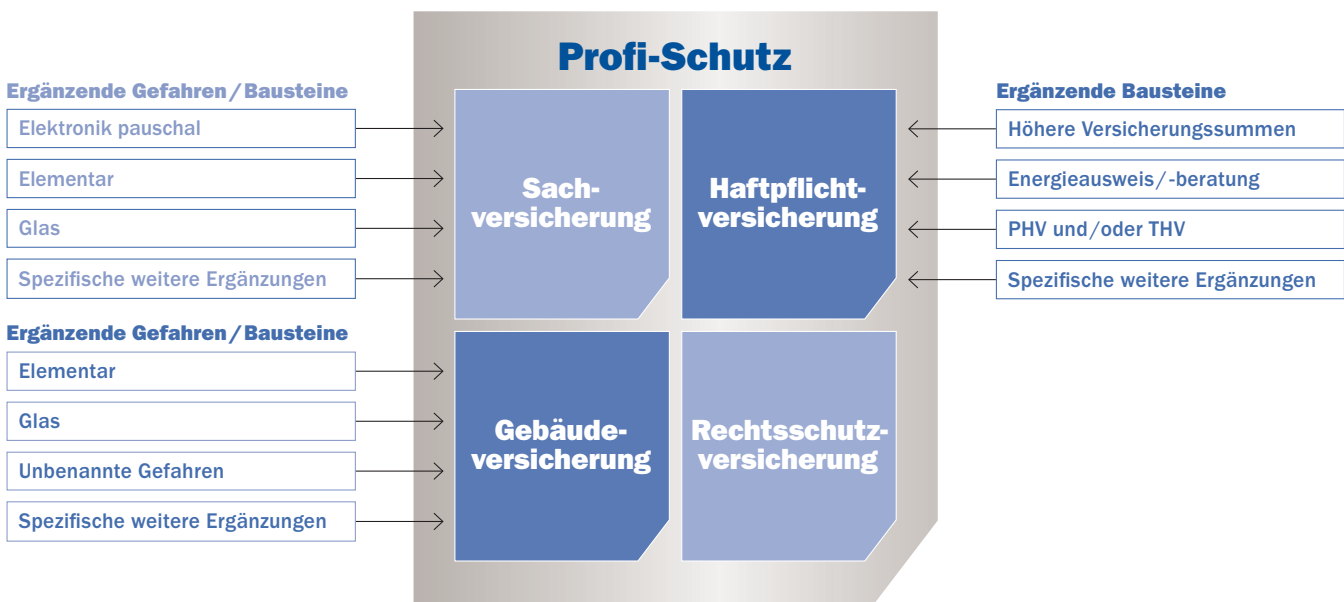 Profi-Schutz
Ergänzende Gefahren/Bausteine
Elektronik pauschal
Elementar
Glas
Spezifische weitere Ergänzungen
Ergänzende Gefahren/Bausteine
Elementar
Glas
Unbenannte Gefahren
Spezifische weitere Ergänzungen
Sach-
versicherung
Haftpflicht-
versicherung
Gebäude-
versicherung
Rechtsschutz-
versicherung
Ergänzende Bausteine
Höhere Versicherungssummen
Energieausweis/-beratung
PHV und/oder THV
Spezifische weitere Ergänzungen